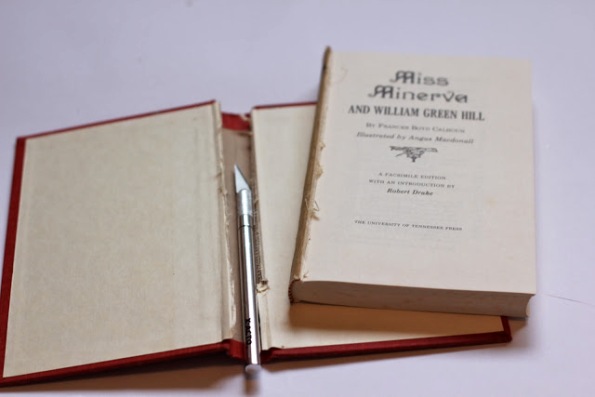 Miss
Minerva
AND WILLIAM GREEN HILL
By Frances Boyd Calhoun
Illustrated by Angus Macdonall
A FACSIMILE EDITION
WITH AN INTRODUCTION BY
Robert Drake
THE UNIVERSITY OF TENNESSEE PRESS